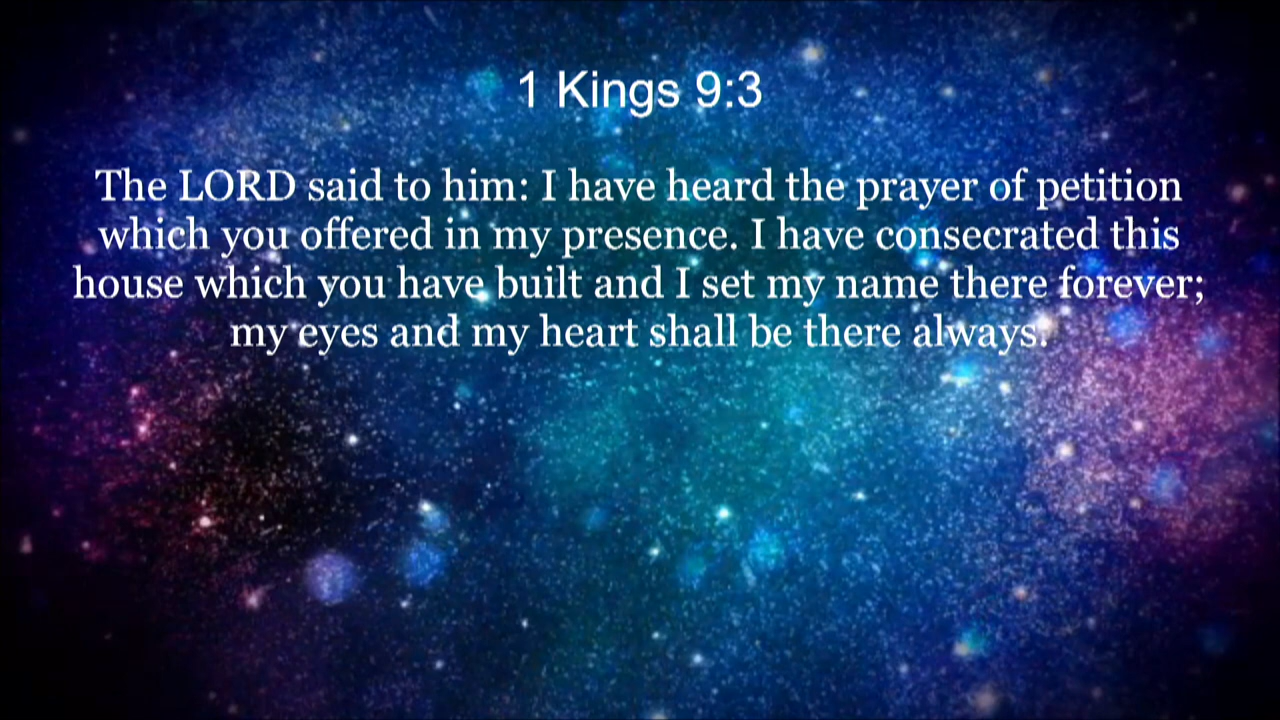 1 Kings 9:3
The LORD said to him: I have heard the prayer of petition
which you offered in my presence. I have consecrated this
house which you have built and I set my name there forever;
my eyes and my heart shall be there always.